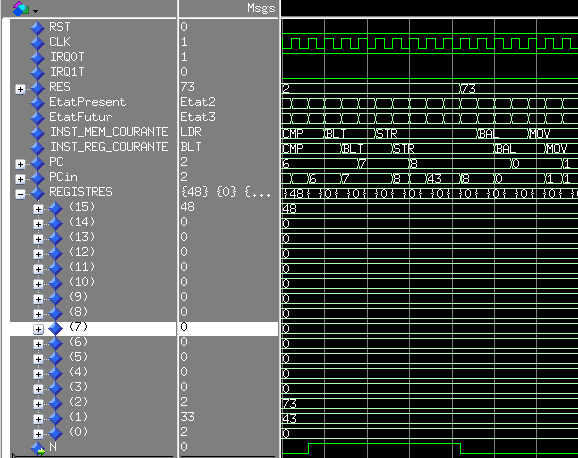 Msgs
RST 0
CLK 1
IRQ0T 1
IRQ1T 0
RES 73 2 73
EtatPresent Etat2
EtatFutur Etat3
INST_MEM_COURANTE LDR CMP BLT STR BAL MOV
INST_REG_COURANTE BLT CMP BLT STR BAL MOV
PC 2 6 7 8 0 1
PCin 2 6 7 8 43 8 0 1 1
REGISTRES {48} {0} {...
(15) 48 48
(14) 0 0
(13) 0 0
(12) 0 0
(11) 0 0
(10) 0 0
(9) 0 0
(8) 0 0
(7) 0 0
(6) 0 0
(5) 0 0
(4) 0 0
(3) 0 0
(2) 2 73
(1) 33 43
(0) 2 0
N 0